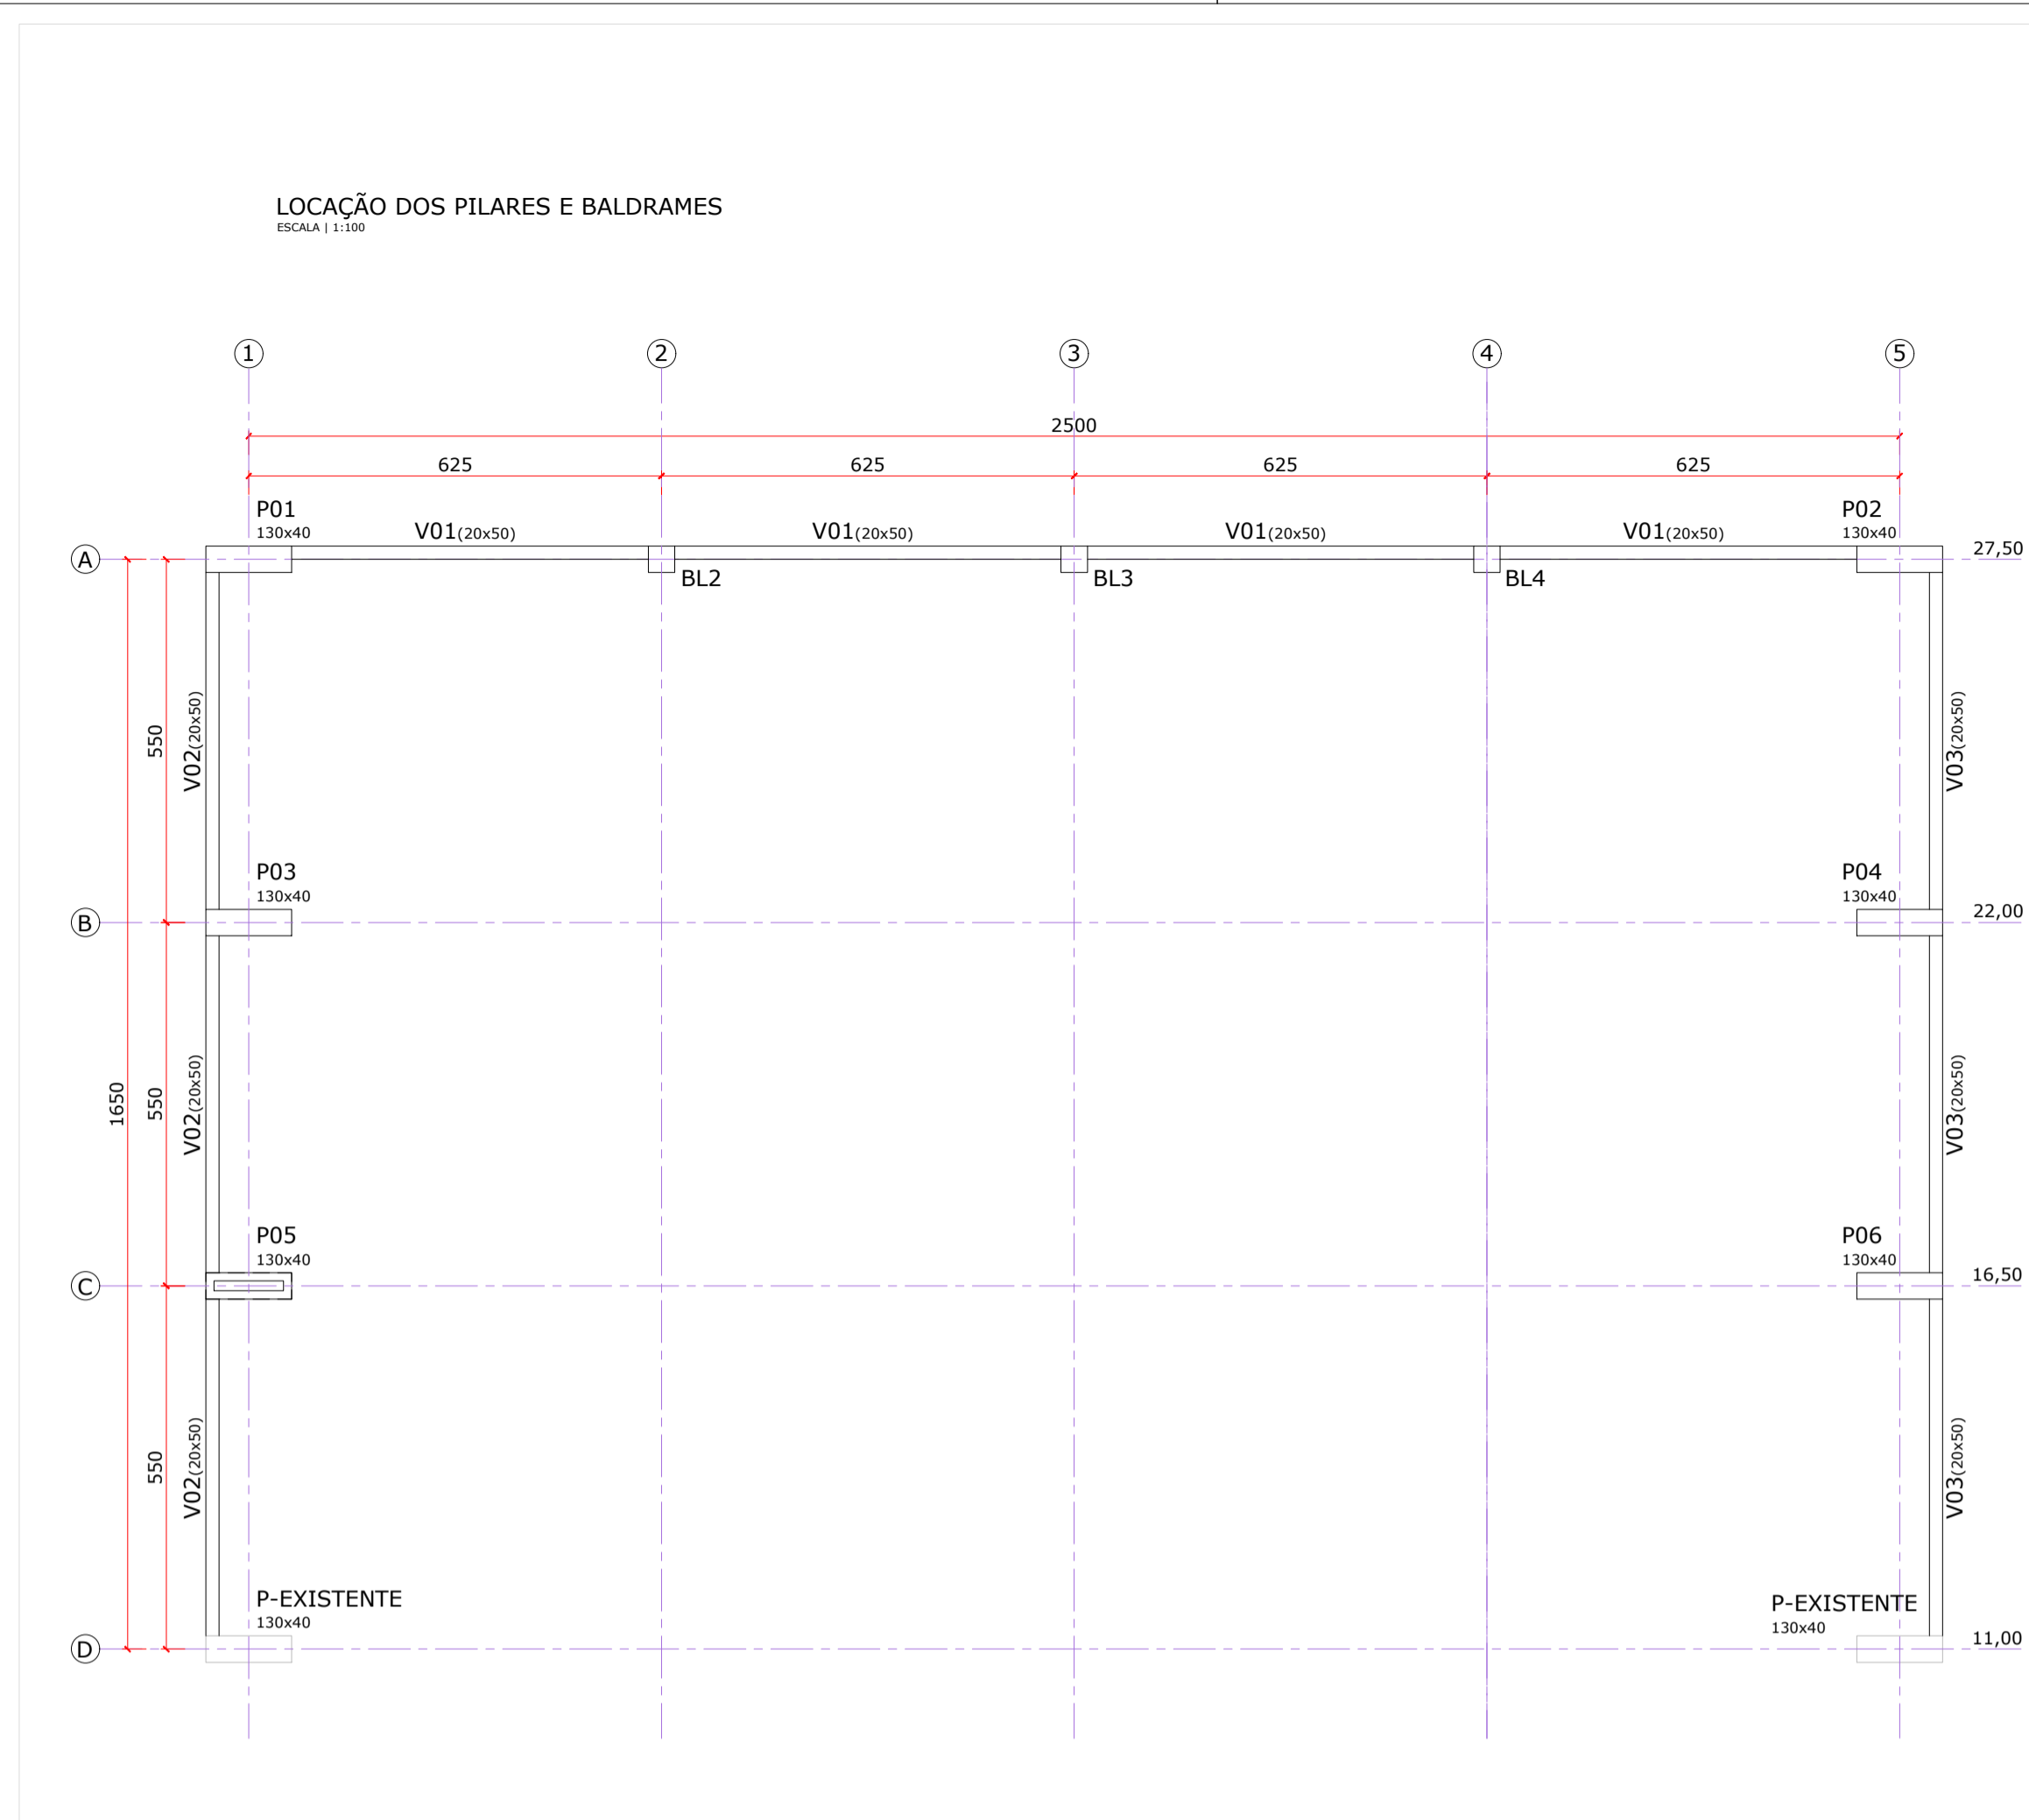 LOCAÇÃO DOS PILARES E BALDRAMES
ESCALA | 1:100
1 2 3 4 5
2500
625 625 625 625
P01 P02
130x40 130x40
V01(20x50) V01(20x50) V01(20x50) V01(20x50)
A 27,50
BL2 BL3 BL4
550 V02(20x50) V03(20x50)
P03 P04
130x40 130x40
B 22,00
1650 550 V02(20x50) V03(20x50)
P05 P06
130x40 130x40
C 16,50
550 V02(20x50) V03(20x50)
P-EXISTENTE P-EXISTENTE
130x40 130x40
D 11,00